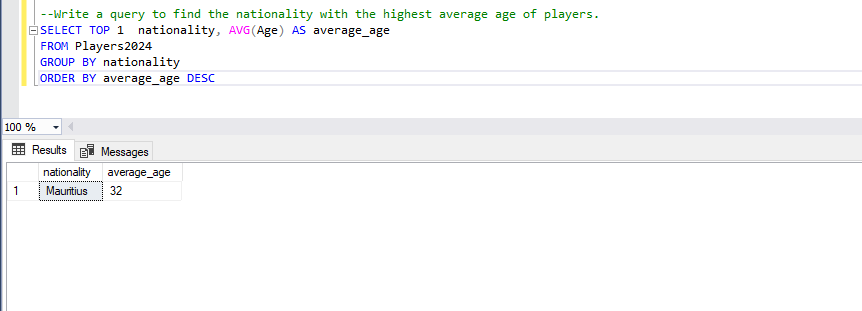 --Write a query to find the nationality with the highest average age of players.
SELECT TOP 1  nationality, AVG(Age) AS average_age
FROM Players2024
GROUP BY nationality
ORDER BY average_age DESC
100 %
Results Messages
nationality average_age
1 Mauritius 32